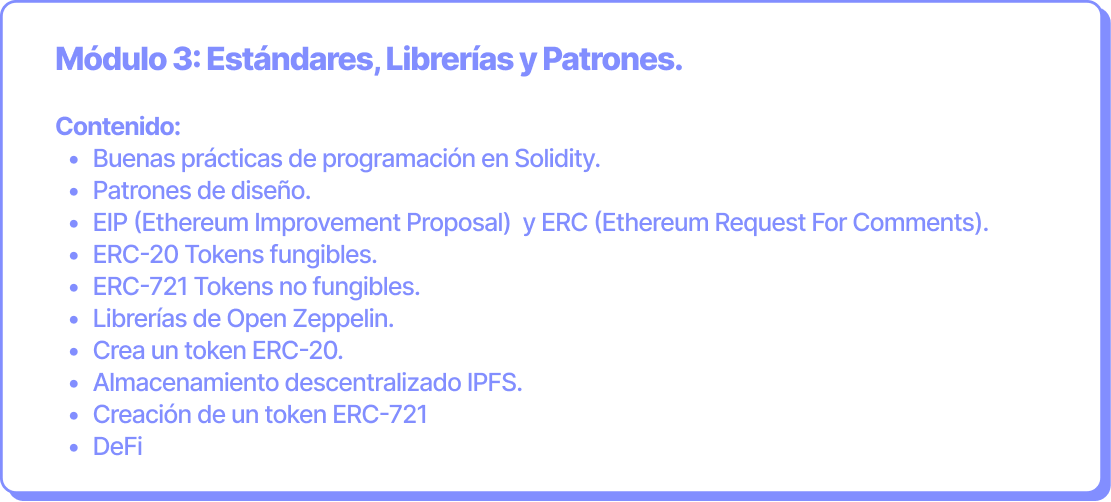 Módulo 3: Estándares, Librerías y Patrones.
Contenido:
• Buenas prácticas de programación en Solidity.
• Patrones de diseño.
• EIP (Ethereum Improvement Proposal)  y ERC (Ethereum Request For Comments).
• ERC-20 Tokens fungibles.
• ERC-721 Tokens no fungibles.
• Librerías de Open Zeppelin.
• Crea un token ERC-20.
• Almacenamiento descentralizado IPFS.
• Creación de un token ERC-721
• DeFi